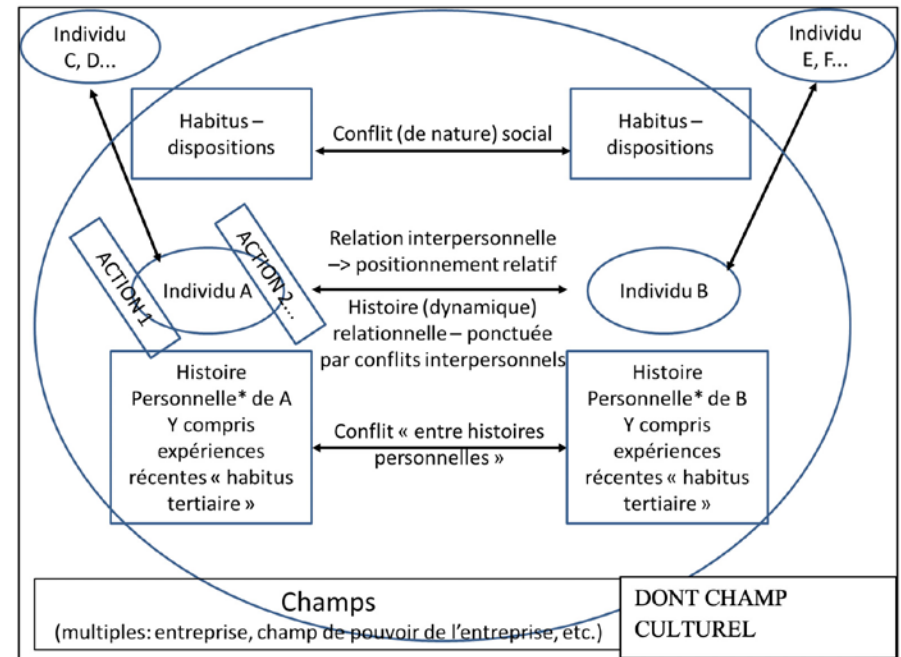 Individu
C, D...
Individu
E, F...
Habitus –
dispositions
Conflit (de nature) social
Habitus –
dispositions
ACTION 1
Individu A
ACTION 2...
Relation interpersonnelle
–> positionnement relatif
Histoire (dynamique)
relationnelle – ponctuée
par conflits interpersonnels
Individu B
Histoire
Personnelle* de A
Y compris
expériences
récentes « habitus
tertiaire »
Conflit « entre histoires
personnelles »
Histoire
Personnelle* de B
Y compris
expériences
récentes « habitus
tertiaire »
Champs
(multiples: entreprise, champ de pouvoir de l'entreprise, etc.)
DONT CHAMP
CULTUREL